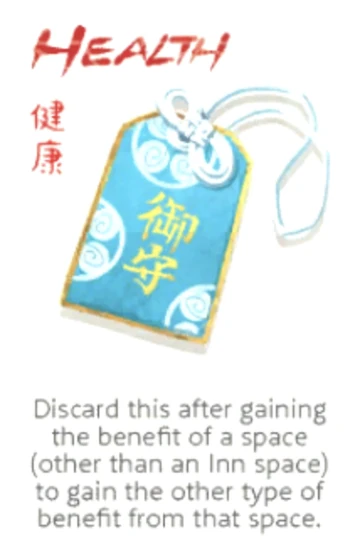 HEALTH
健康
御守
Discard this after gaining
the benefit of a space
(other than an Inn space)
to gain the other type of
benefit from that space.